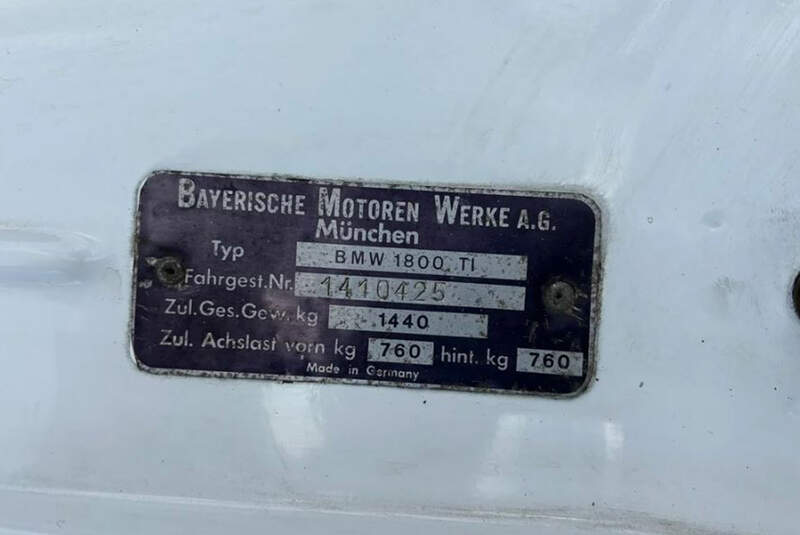 BAYERISCHE MOTOREN WERKE A.G.
München
Typ BMW 1800 TI
Fahrgest.Nr. 1410425
Zul.Ges.Gew. kg 1440
Zul. Achslast vorn kg 760 hint. kg 760
Made in Germany